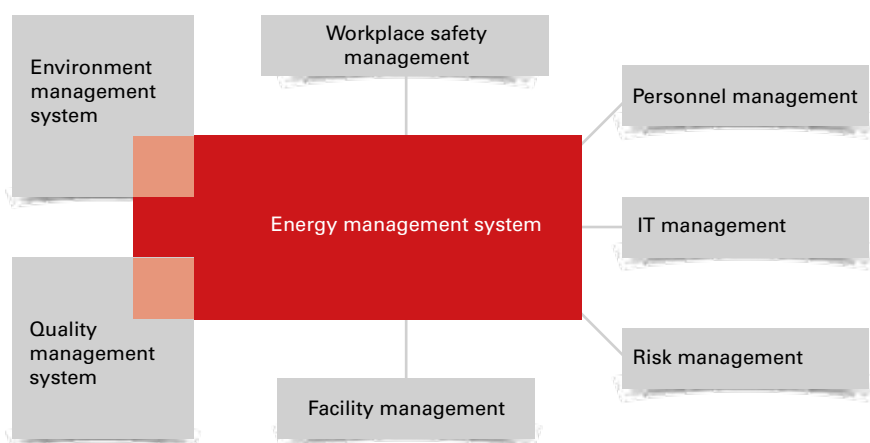 Workplace safety
management
Environment
management
system
Personnel management
Energy management system
IT management
Quality
management
system
Risk management
Facility management